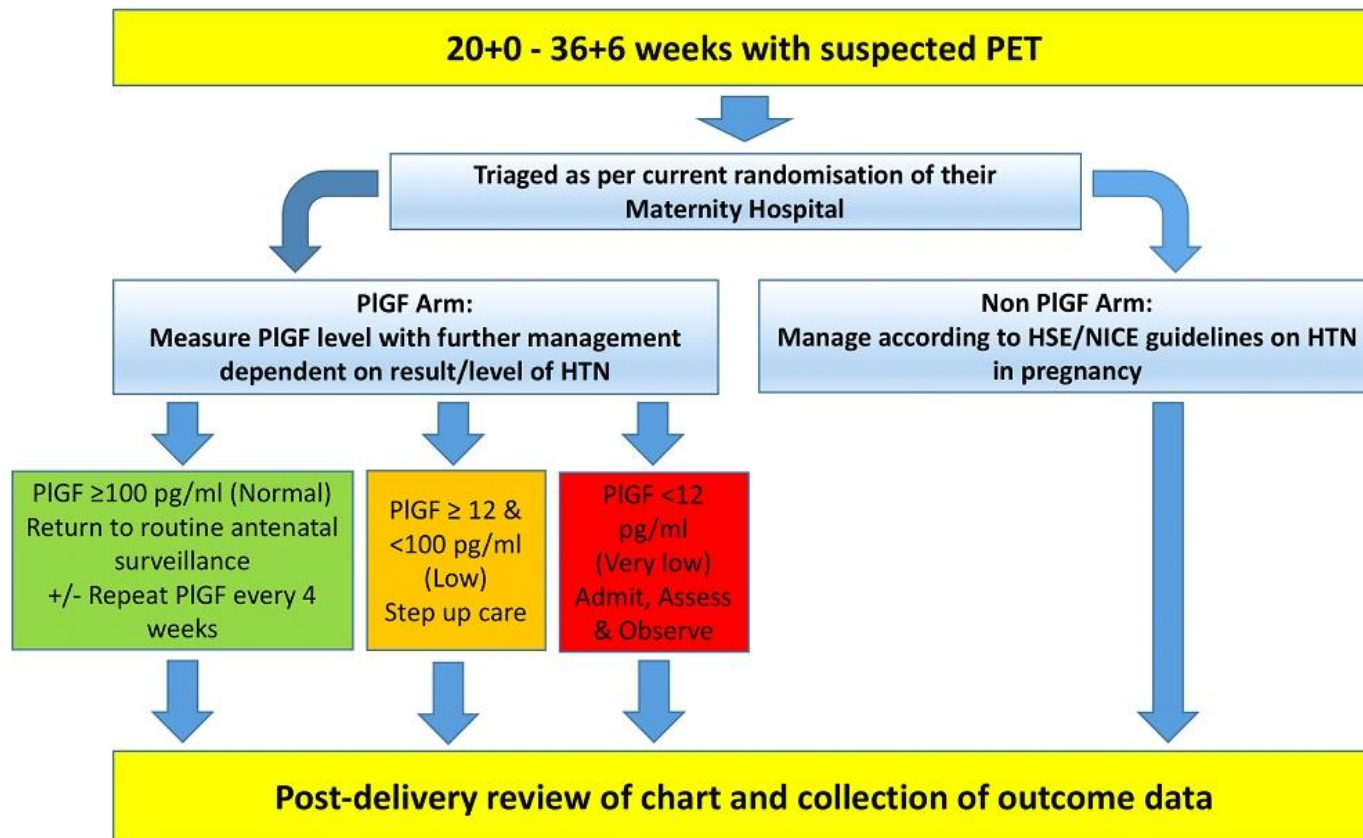 20+0 - 36+6 weeks with suspected PET
Triaged as per current randomisation of their
Maternity Hospital
PlGF Arm:
Measure PlGF level with further management
dependent on result/level of HTN
Non PlGF Arm:
Manage according to HSE/NICE guidelines on HTN
in pregnancy
PlGF ≥100 pg/ml (Normal)
Return to routine antenatal
surveillance
+/- Repeat PlGF every 4
weeks
PlGF ≥ 12 &
<100 pg/ml
(Low)
Step up care
PlGF <12
pg/ml
(Very low)
Admit, Assess
& Observe
Post-delivery review of chart and collection of outcome data